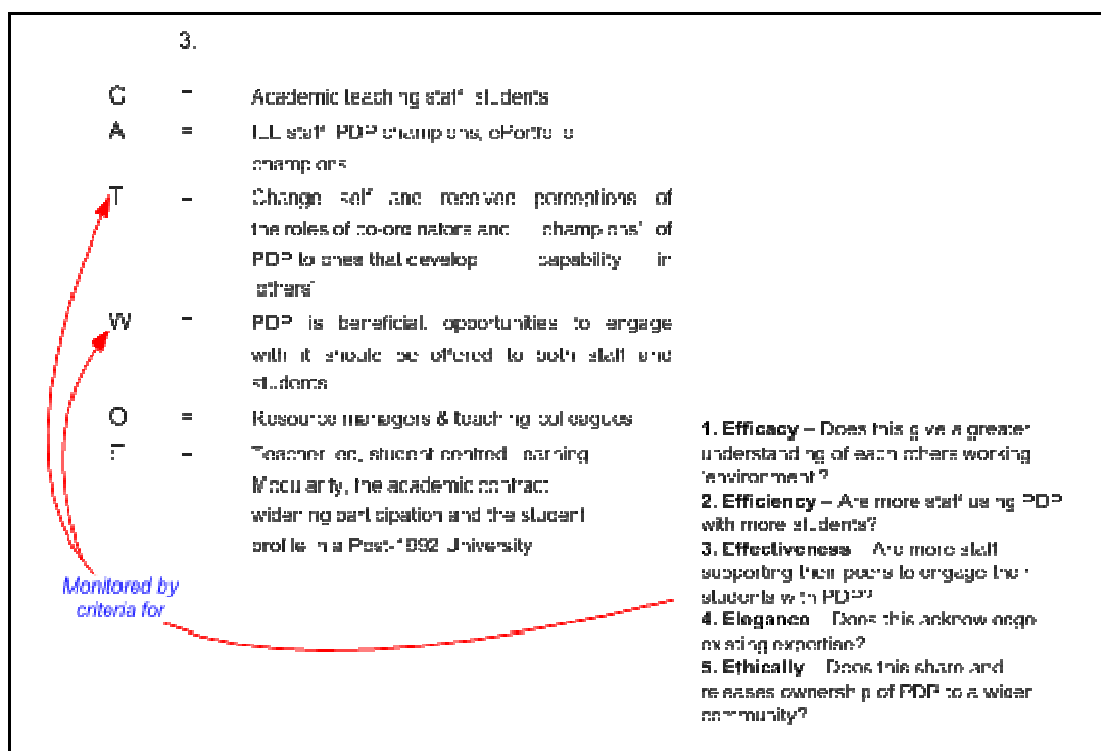 3.
C = Academic teaching staff, students
A = staff PDP champions, ePortfolio
champions
T = Change self and received perceptions of
the roles of co-ordinators and 'champions' of
PDP to ones that develop capability in
'others'
W = PDP is beneficial, opportunities to engage
with it should be offered to both staff and
students
O = Resource managers & teaching colleagues
E = Teacher led, student centred learning
Modularity, the academic contract
widening participation and the student
profile in a Post-1992 University
Monitored by
criteria for
1. Efficacy – Does this give a greater
understanding of each others working
environment?
2. Efficiency – Are more staff using PDP
with more students?
3. Effectiveness – Are more staff
supporting their peers to engage their
students with PDP?
4. Elegance – Does this acknowledge
existing expertise?
5. Ethically – Does this share and
releases ownership of PDP to a wider
community?